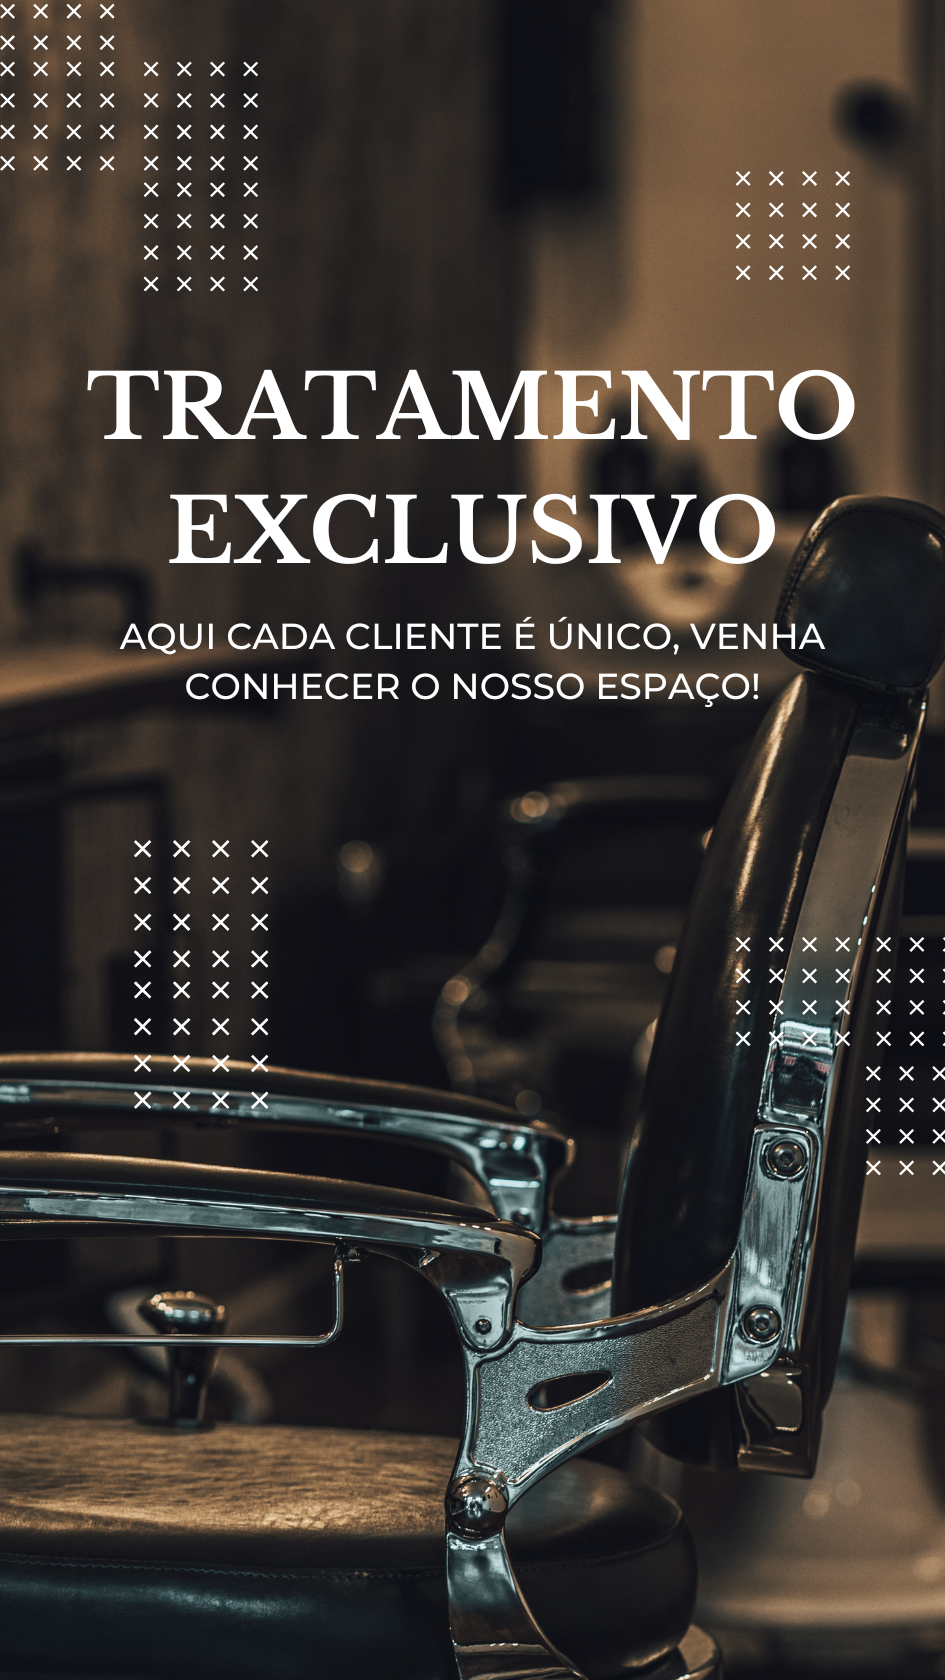 TRATAMENTO
EXCLUSIVO
AQUI CADA CLIENTE É ÚNICO, VENHA
CONHECER O NOSSO ESPAÇO!